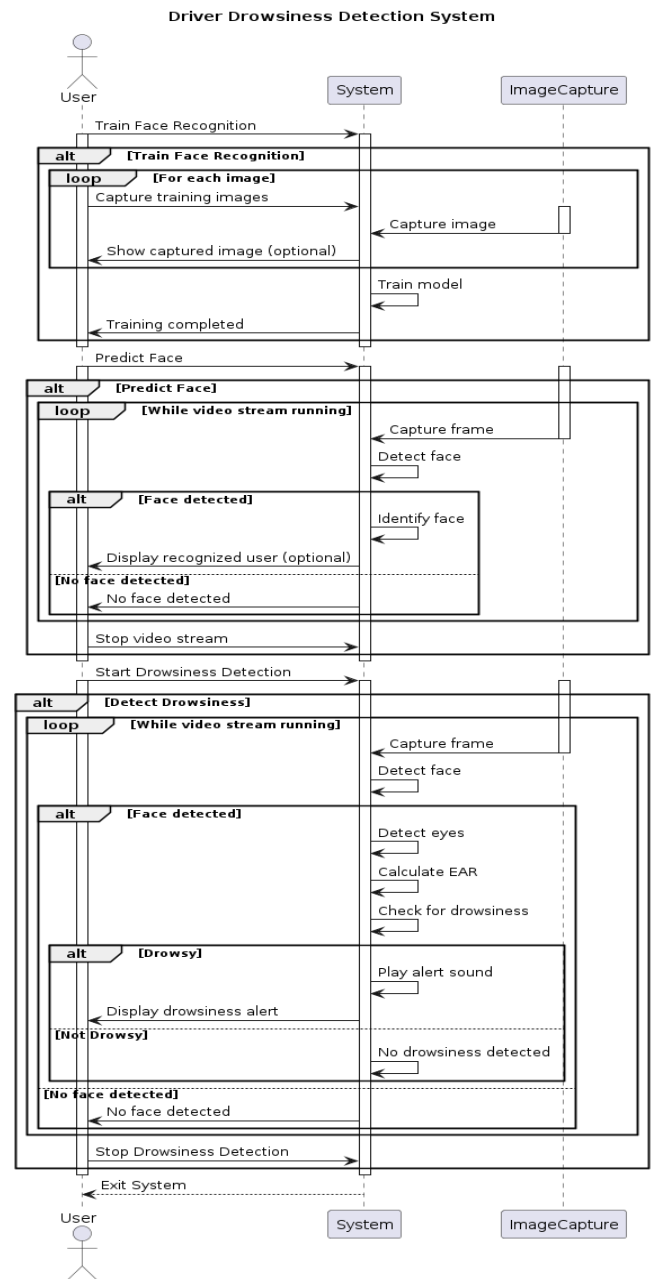 Driver Drowsiness Detection System
User
System
ImageCapture
Train Face Recognition
alt [Train Face Recognition]
loop [For each image]
Capture training images
Capture image
Show captured image (optional)
Train model
Training completed
Predict Face
alt [Predict Face]
loop [While video stream running]
Capture frame
Detect face
alt [Face detected]
Identify face
Display recognized user (optional)
[No face detected]
No face detected
Stop video stream
Start Drowsiness Detection
alt [Detect Drowsiness]
loop [While video stream running]
Capture frame
Detect face
alt [Face detected]
Detect eyes
Calculate EAR
Check for drowsiness
alt [Drowsy]
Play alert sound
Display drowsiness alert
[Not Drowsy]
No drowsiness detected
[No face detected]
No face detected
Stop Drowsiness Detection
Exit System
User
System
ImageCapture